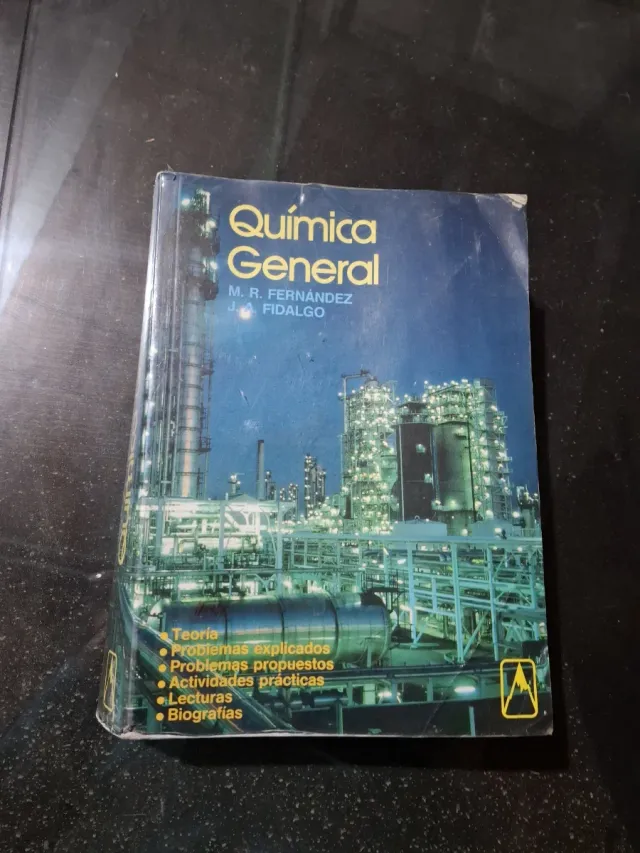 Química
General
M. R. FERNÁNDEZ
J. A. FIDALGO
• Teoría
• Problemas explicados
• Problemas propuestos
• Actividades prácticas
• Lecturas
• Biografías